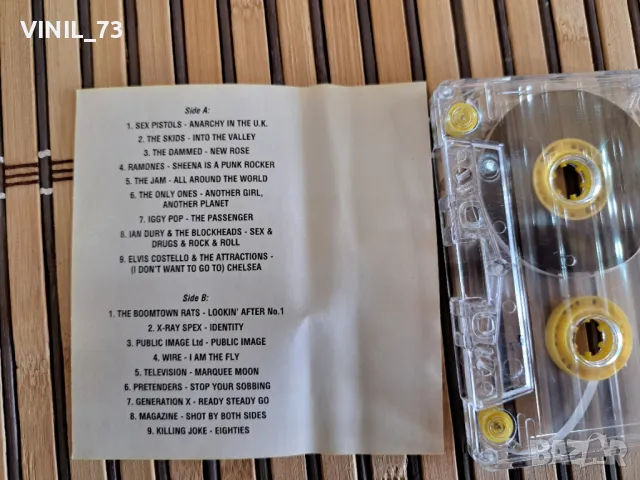 VINIL_73
Side A:
1. SEX PISTOLS - ANARCHY IN THE U.K.
2. THE SKIDS - INTO THE VALLEY
3. THE DAMMED - NEW ROSE
4. RAMONES - SHEENA IS A PUNK ROCKER
5. THE JAM - ALL AROUND THE WORLD
6. THE ONLY ONES - ANOTHER GIRL,
ANOTHER PLANET
7. IGGY POP - THE PASSENGER
8. IAN DURY & THE BLOCKHEADS - SEX &
DRUGS & ROCK & ROLL
9. ELVIS COSTELLO & THE ATTRACTIONS -
(I DON'T WANT TO GO TO) CHELSEA
Side B:
1. THE BOOMTOWN RATS - LOOKIN' AFTER No.1
2. X-RAY SPEX - IDENTITY
3. PUBLIC IMAGE Ltd - PUBLIC IMAGE
4. WIRE - I AM THE FLY
5. TELEVISION - MARQUEE MOON
6. PRETENDERS - STOP YOUR SOBBING
7. GENERATION X - READY STEADY GO
8. MAGAZINE - SHOT BY BOTH SIDES
9. KILLING JOKE - EIGHTIES
BAZAR